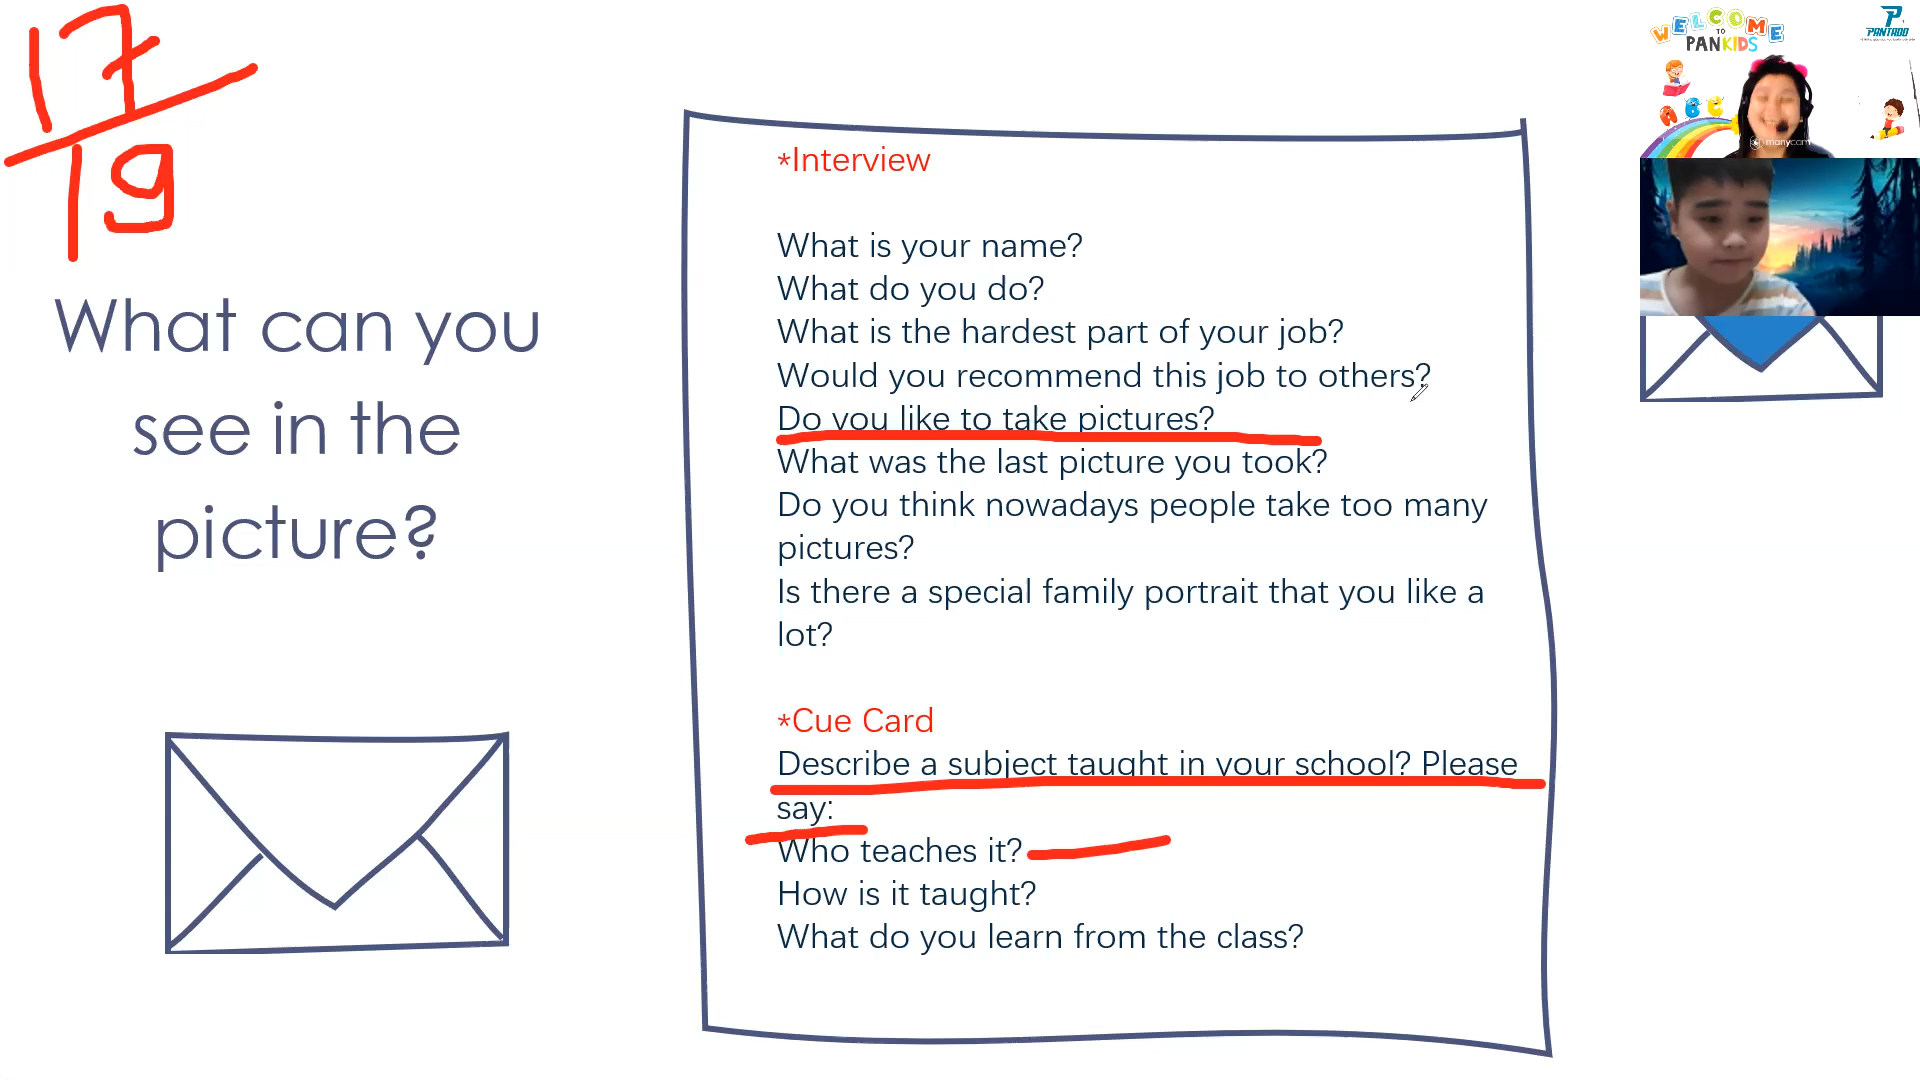 17
19
What can you
see in the
picture?
*Interview
What is your name?
What do you do?
What is the hardest part of your job?
Would you recommend this job to others?
Do you like to take pictures?
What was the last picture you took?
Do you think nowadays people take too many
pictures?
Is there a special family portrait that you like a
lot?
*Cue Card
Describe a subject taught in your school? Please
say:
Who teaches it?
How is it taught?
What do you learn from the class?
WELCOME
TO
PANKIDS
PANTADO
ABC
manycam